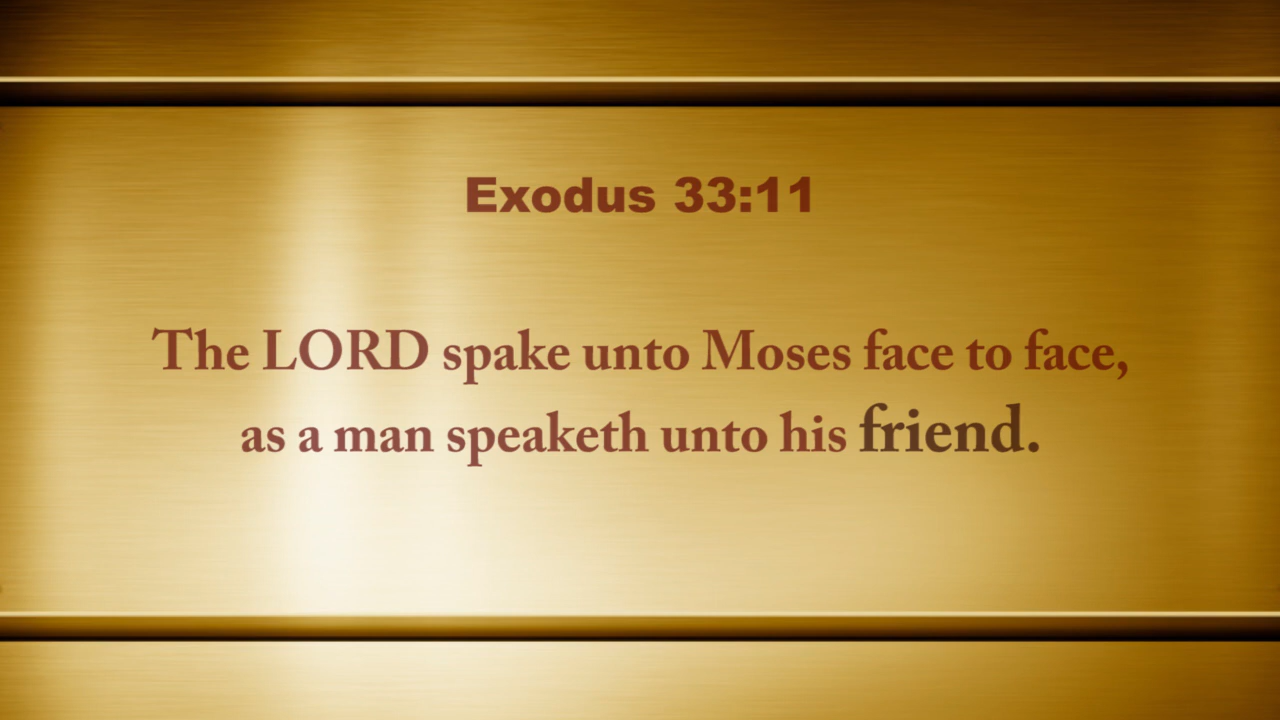 Exodus 33:11
The LORD spake unto Moses face to face,
as a man speaketh unto his friend.